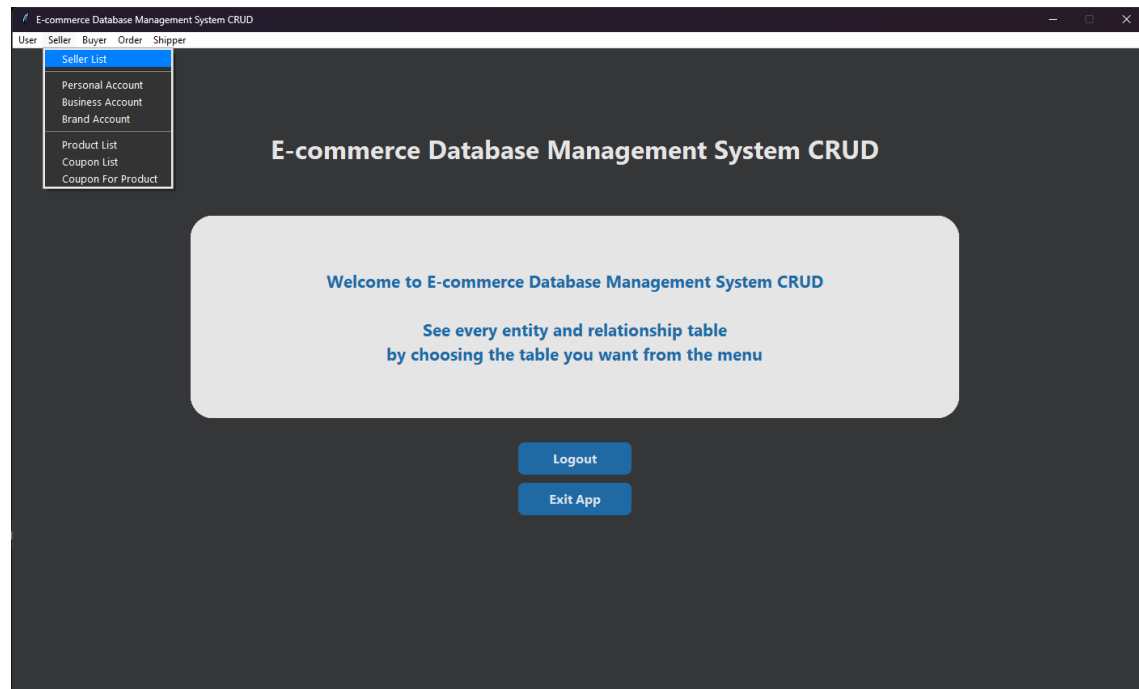 E-commerce Database Management System CRUD
User Seller Buyer Order Shipper
Seller List
Personal Account
Business Account
Brand Account
Product List
Coupon List
Coupon For Product
E-commerce Database Management System CRUD
Welcome to E-commerce Database Management System CRUD
See every entity and relationship table
by choosing the table you want from the menu
Logout
Exit App